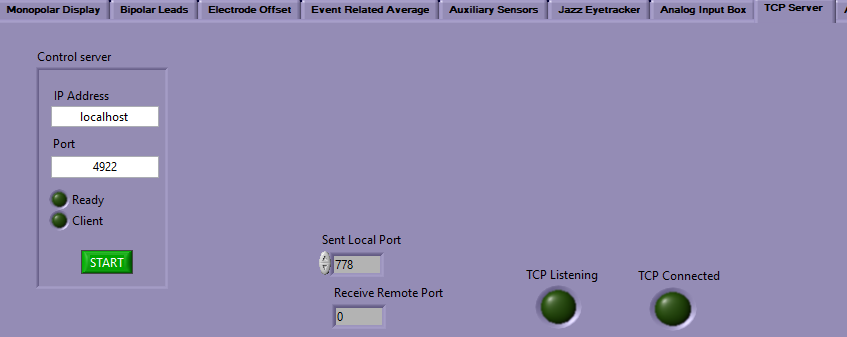 Monopolar Display Bipolar Leads Electrode Offset Event Related Average Auxiliary Sensors Jazz Eyetracker Analog Input Box TCP Server
Control server
IP Address
localhost
Port
4922
Ready
Client
START
Sent Local Port
778
Receive Remote Port
0
TCP Listening
TCP Connected